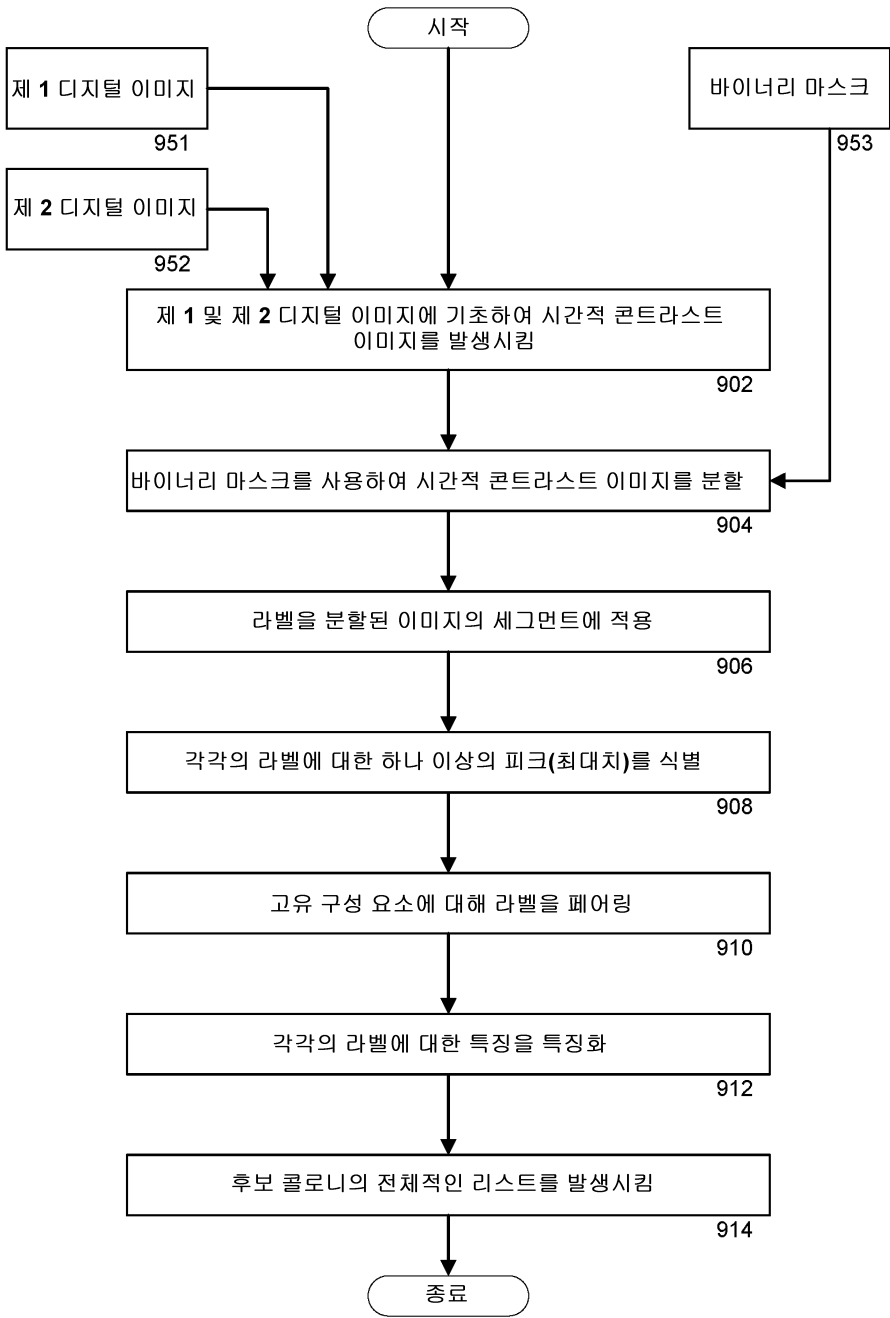 시작
제 1 디지털 이미지
951
바이너리 마스크
953
제 2 디지털 이미지
952
제 1 및 제 2 디지털 이미지에 기초하여 시간적 콘트라스트
이미지를 발생시킴
902
바이너리 마스크를 사용하여 시간적 콘트라스트 이미지를 분할
904
라벨을 분할된 이미지의 세그먼트에 적용
906
각각의 라벨에 대한 하나 이상의 피크(최대치)를 식별
908
고유 구성 요소에 대해 라벨을 페어링
910
각각의 라벨에 대한 특징을 특징화
912
후보 콜로니의 전체적인 리스트를 발생시킴
914
종료